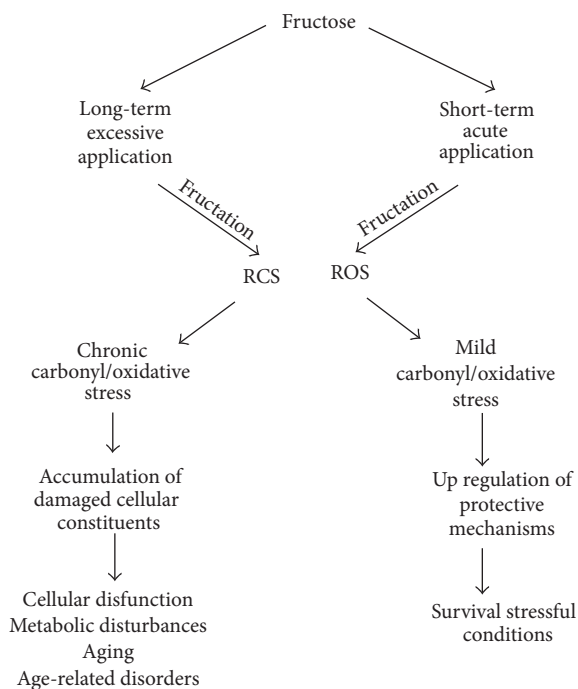 Fructose
Long-term
excessive
application
Short-term
acute
application
Fructation
Fructation
RCS
ROS
Chronic
carbonyl/oxidative
stress
Mild
carbonyl/oxidative
stress
Accumulation of
damaged cellular
constituents
Up regulation of
protective
mechanisms
Cellular disfunction
Metabolic disturbances
Aging
Age-related disorders
Survival stressful
conditions